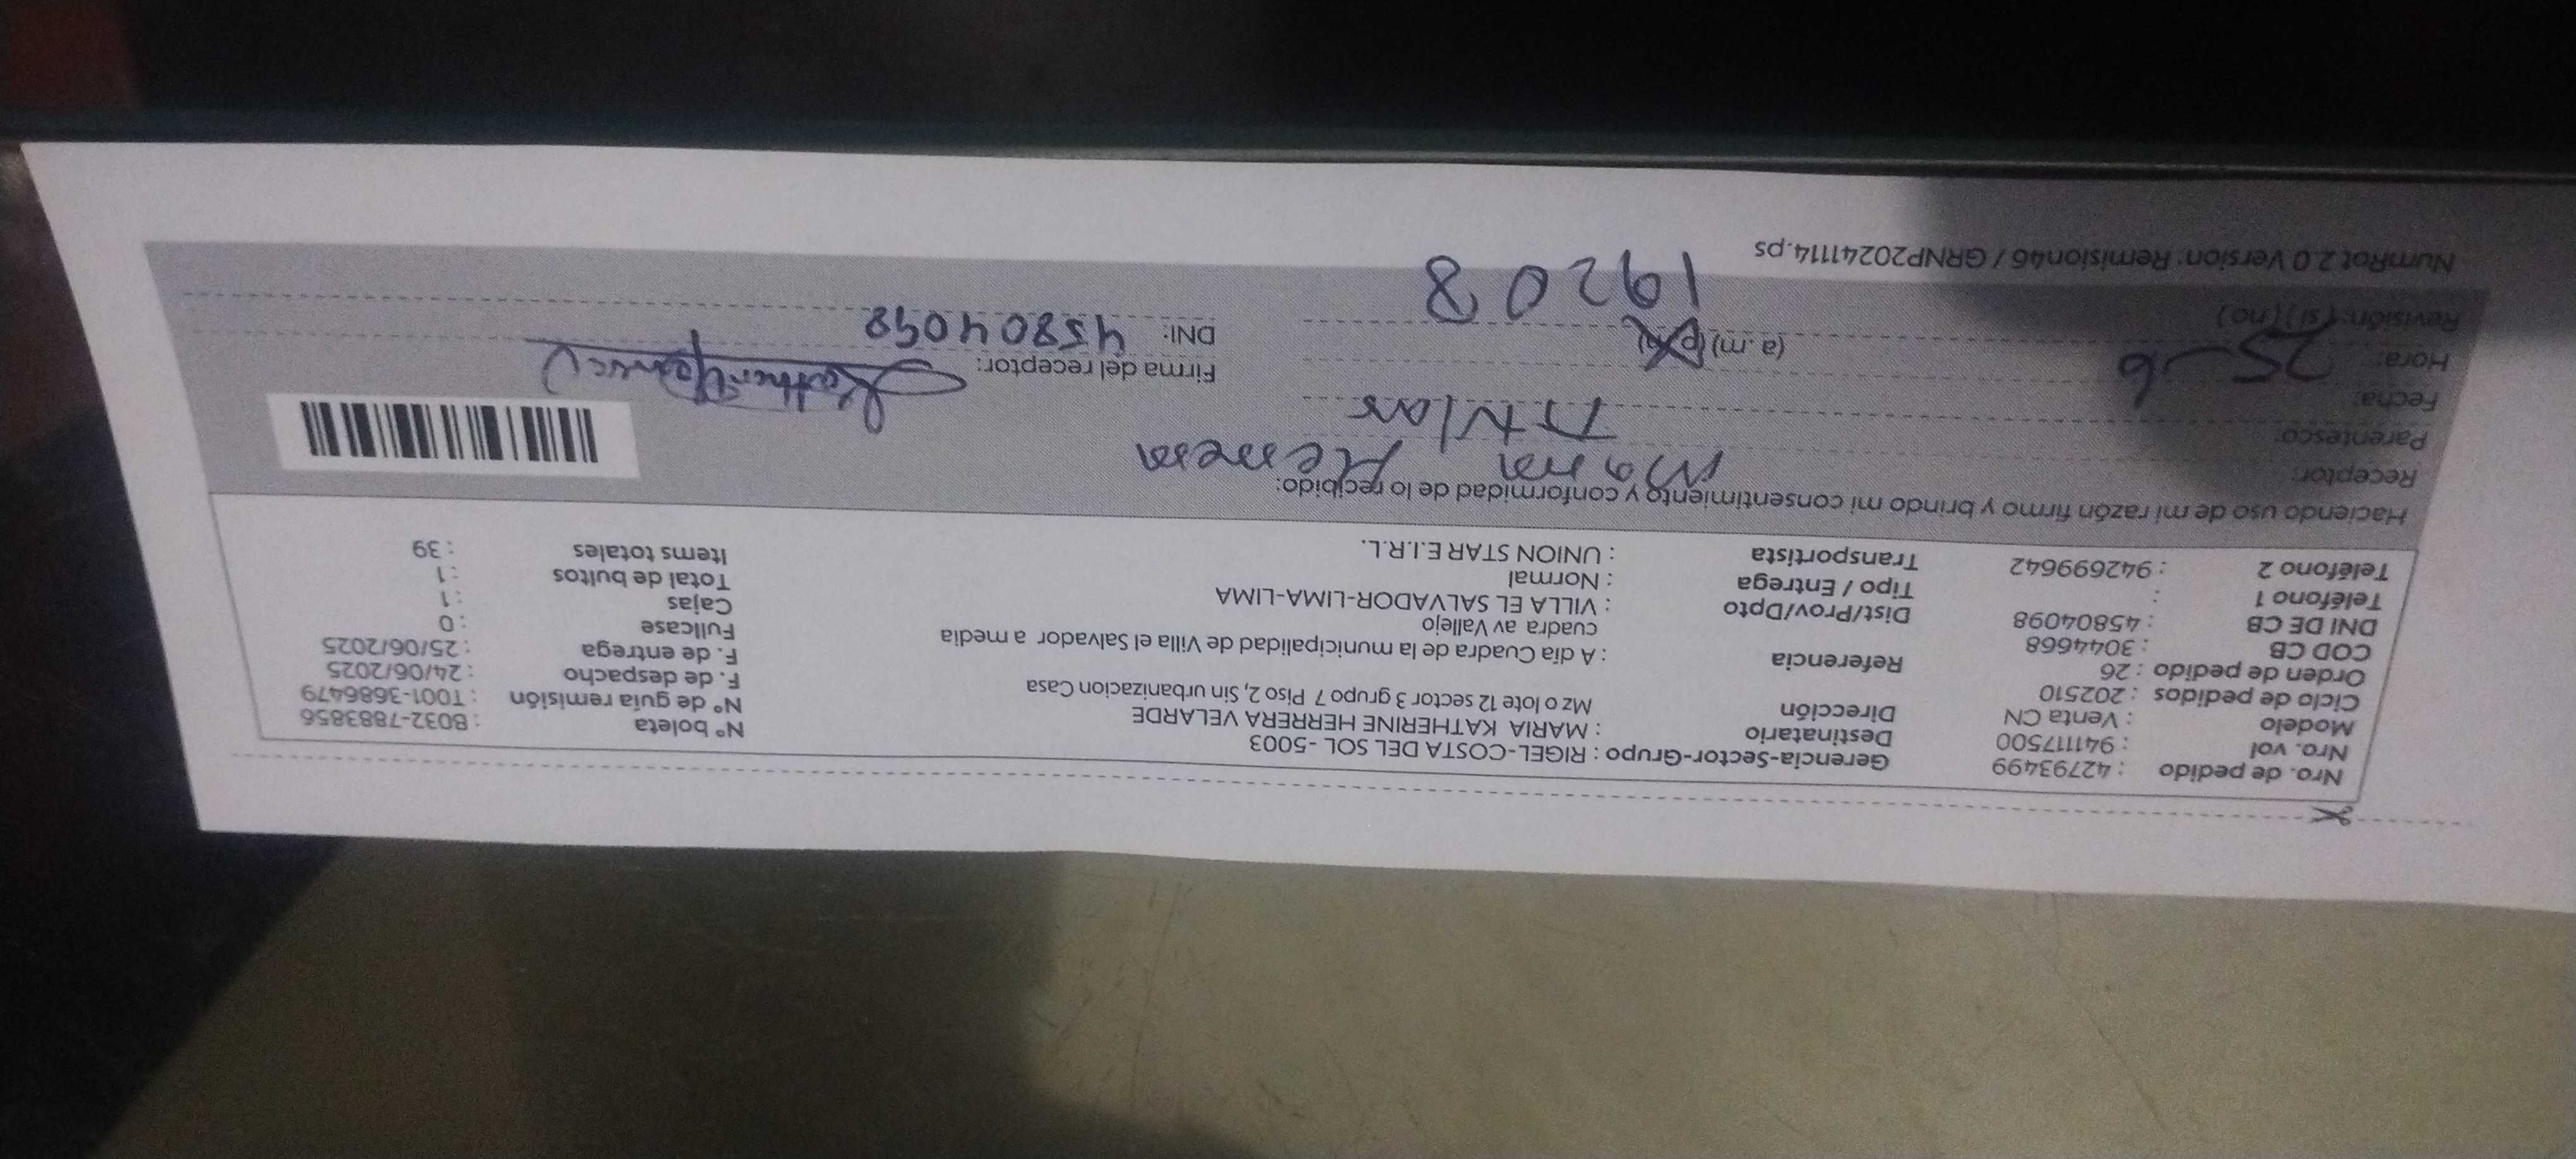 Nro. de pedido : 42793499 Gerencia-Sector-Grupo : RIGEL-COSTA DEL SOL -5003 N° boleta : B032-7883856
Nro. vol : 941117500 Destinatario : MARIA KATHERINE HERRERA VELARDE N° de guía remisión : T001-3686479
Modelo : Venta CN Dirección Mz o lote 12 sector 3 grupo 7 Piso 2, Sin urbanizacion Casa F. de despacho : 24/06/2025
Ciclo de pedidos : 202510 F. de entrega : 25/06/2025
Orden de pedido : 26 Referencia : A día Cuadra de la municipalidad de Villa el Salvador a media Fullcase : 0
COD CB : 3044668 cuadra av Vallejo Cajas : 1
DNI DE CB : 45804098 Dist/Prov/Dpto : VILLA EL SALVADOR-LIMA-LIMA Total de bultos : 1
Teléfono 1 : Tipo / Entrega : Normal Items totales : 39
Teléfono 2 : 942699642 Transportista : UNION STAR E.I.R.L.
Haciendo uso de mi razón firmo y brindo mi consentimiento y conformidad de lo recibido:
Receptor:
Parentesco: Titular
Fecha: 25-6 Firma del receptor:
Hora: (a.m) (p.m) DNI: 45804098
Revisión: (si) (no) 19208
NumRot 2.0 Version: Remision46 / GRNP20241114.ps